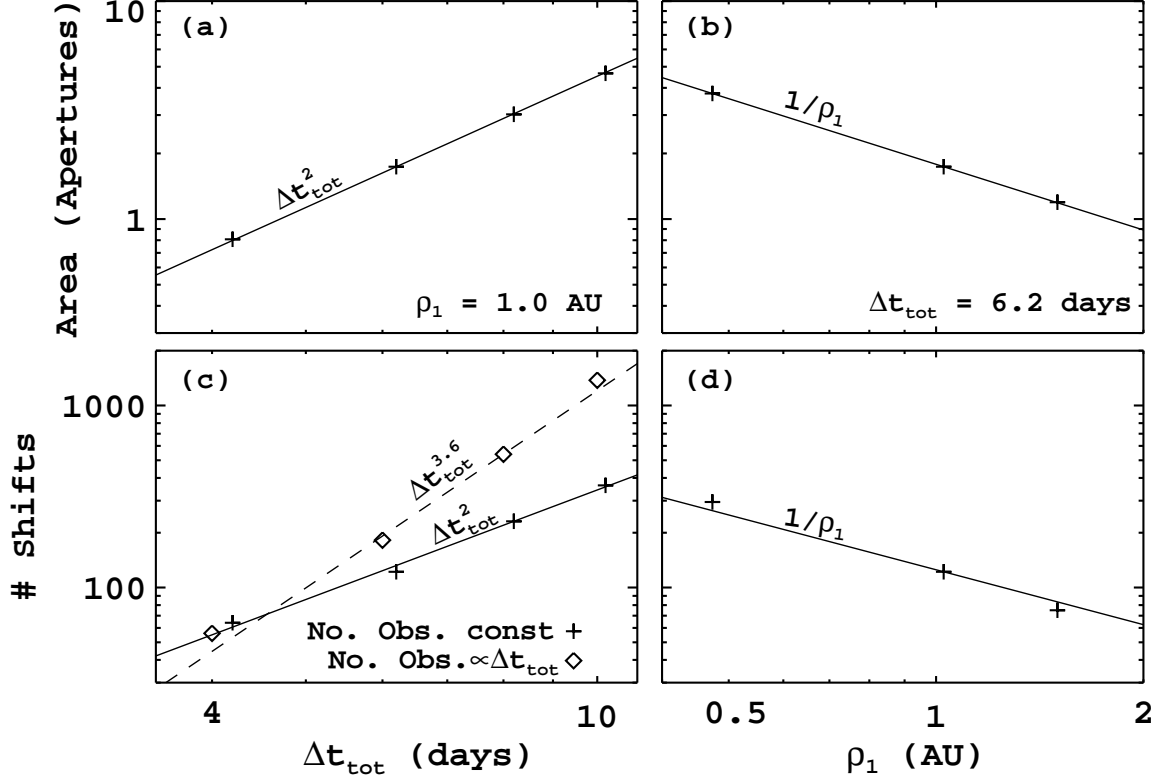 10
1
Area (Apertures)
(a)
Δt²tot
ρ₁ = 1.0 AU
(b)
1/ρ₁
Δtₜₒₜ = 6.2 days
1000
100
# Shifts
(c)
Δt³·⁶tot
Δt²tot
No. Obs. const +
No. Obs.∝Δtₜₒₜ ◇
(d)
1/ρ₁
4
10
Δtₜₒₜ (days)
0.5
1
2
ρ₁ (AU)